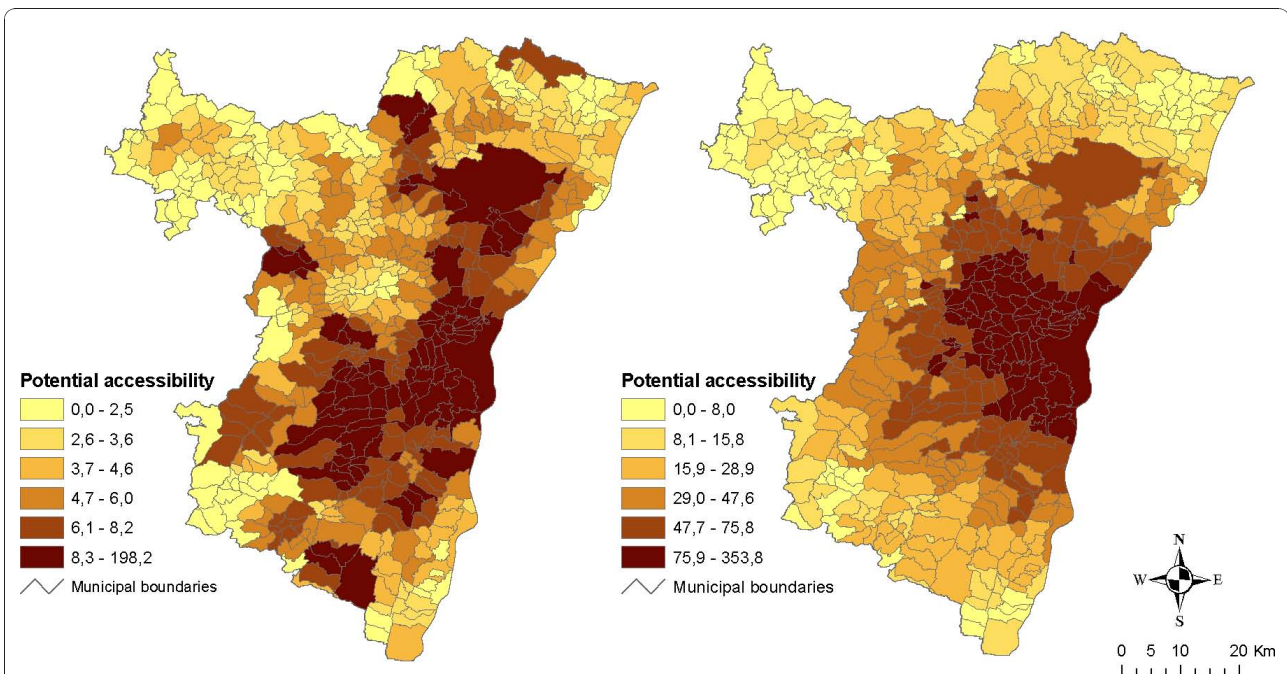 Potential accessibility
0,0 - 2,5
2,6 - 3,6
3,7 - 4,6
4,7 - 6,0
6,1 - 8,2
8,3 - 198,2
Municipal boundaries
Potential accessibility
0,0 - 8,0
8,1 - 15,8
15,9 - 28,9
29,0 - 47,6
47,7 - 75,8
75,9 - 353,8
Municipal boundaries
N
W E
S
0 5 10 20 Km